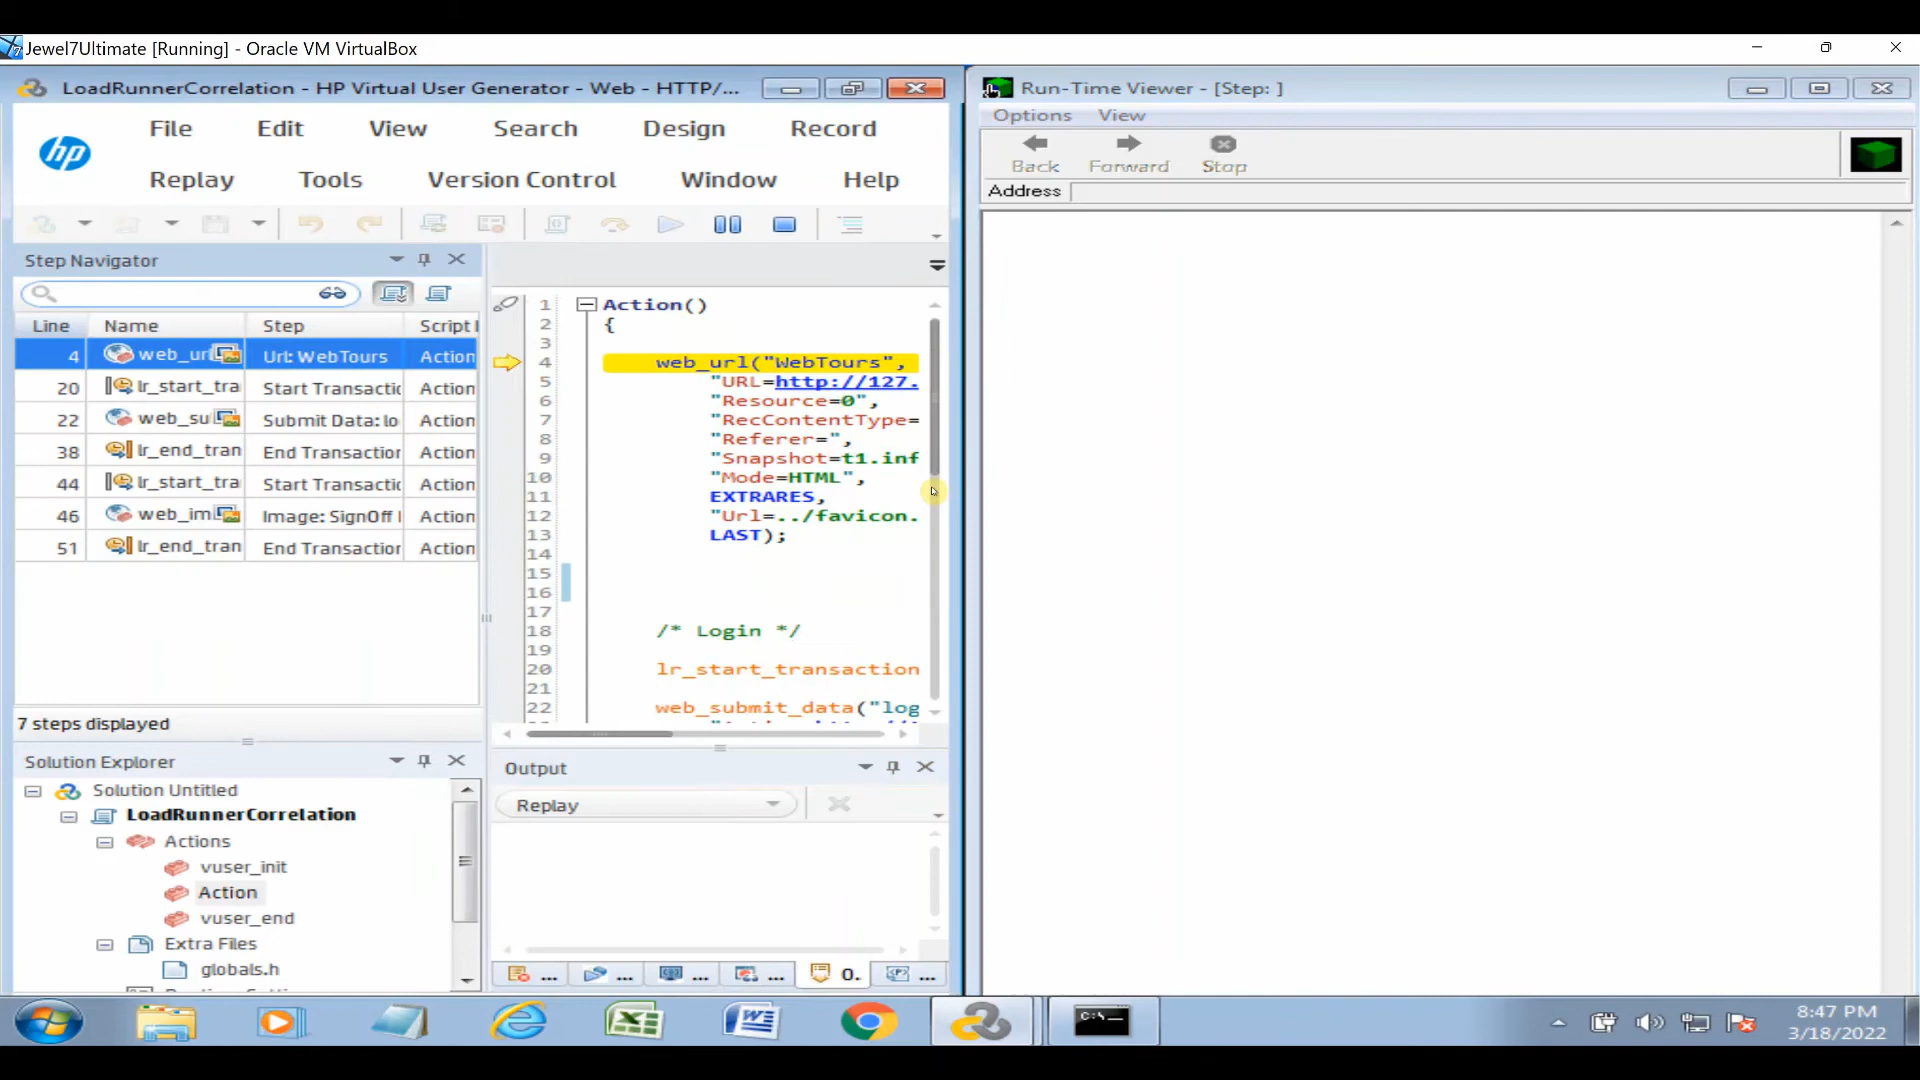 Jewel7Ultimate [Running] - Oracle VM VirtualBox
LoadRunnerCorrelation - HP Virtual User Generator - Web - HTTP/...
hp
File Edit View Search Design Record
Replay Tools Version Control Window Help
Step Navigator
Line Name Step Script
4 web_url Url: WebTours Action
20 lr_start_tra Start Transactic Action
22 web_su Submit Data: lo Action
38 lr_end_tran End Transaction Action
44 lr_start_tra Start Transactic Action
46 web_im Image: SignOff Action
51 lr_end_tran End Transaction Action
7 steps displayed
Solution Explorer
Solution Untitled
LoadRunnerCorrelation
Actions
vuser_init
Action
vuser_end
Extra Files
globals.h
1 Action()
2 {
3
4 web_url("WebTours",
5 "URL=http://127.
6 "Resource=0",
7 "RecContentType=
8 "Referer=",
9 "Snapshot=t1.inf
10 "Mode=HTML",
11 EXTRARES,
12 "Url=../favicon.
13 LAST);
14
15
16
17
18 /* Login */
19
20 lr_start_transaction
21
22 web_submit_data("log
Output
Replay
... ... ... ... O. ...
Run-Time Viewer - [Step: ]
Options View
Back Forward Stop
Address
C:\
8:47 PM
3/18/2022